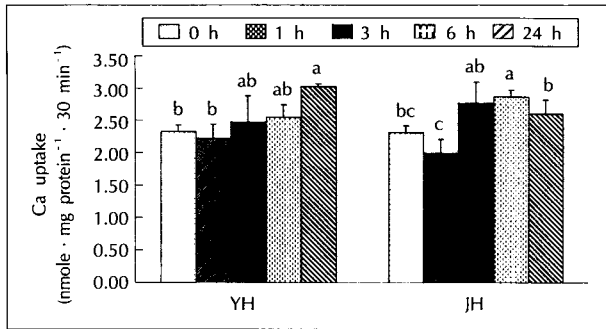 0 h 1 h 3 h 6 h 24 h
Ca uptake
(nmole · mg protein⁻¹ · 30 min⁻¹)
3.50
3.00
2.50
2.00
1.50
1.00
0.50
0.00
b b ab ab a
bc c ab a b
YH JH